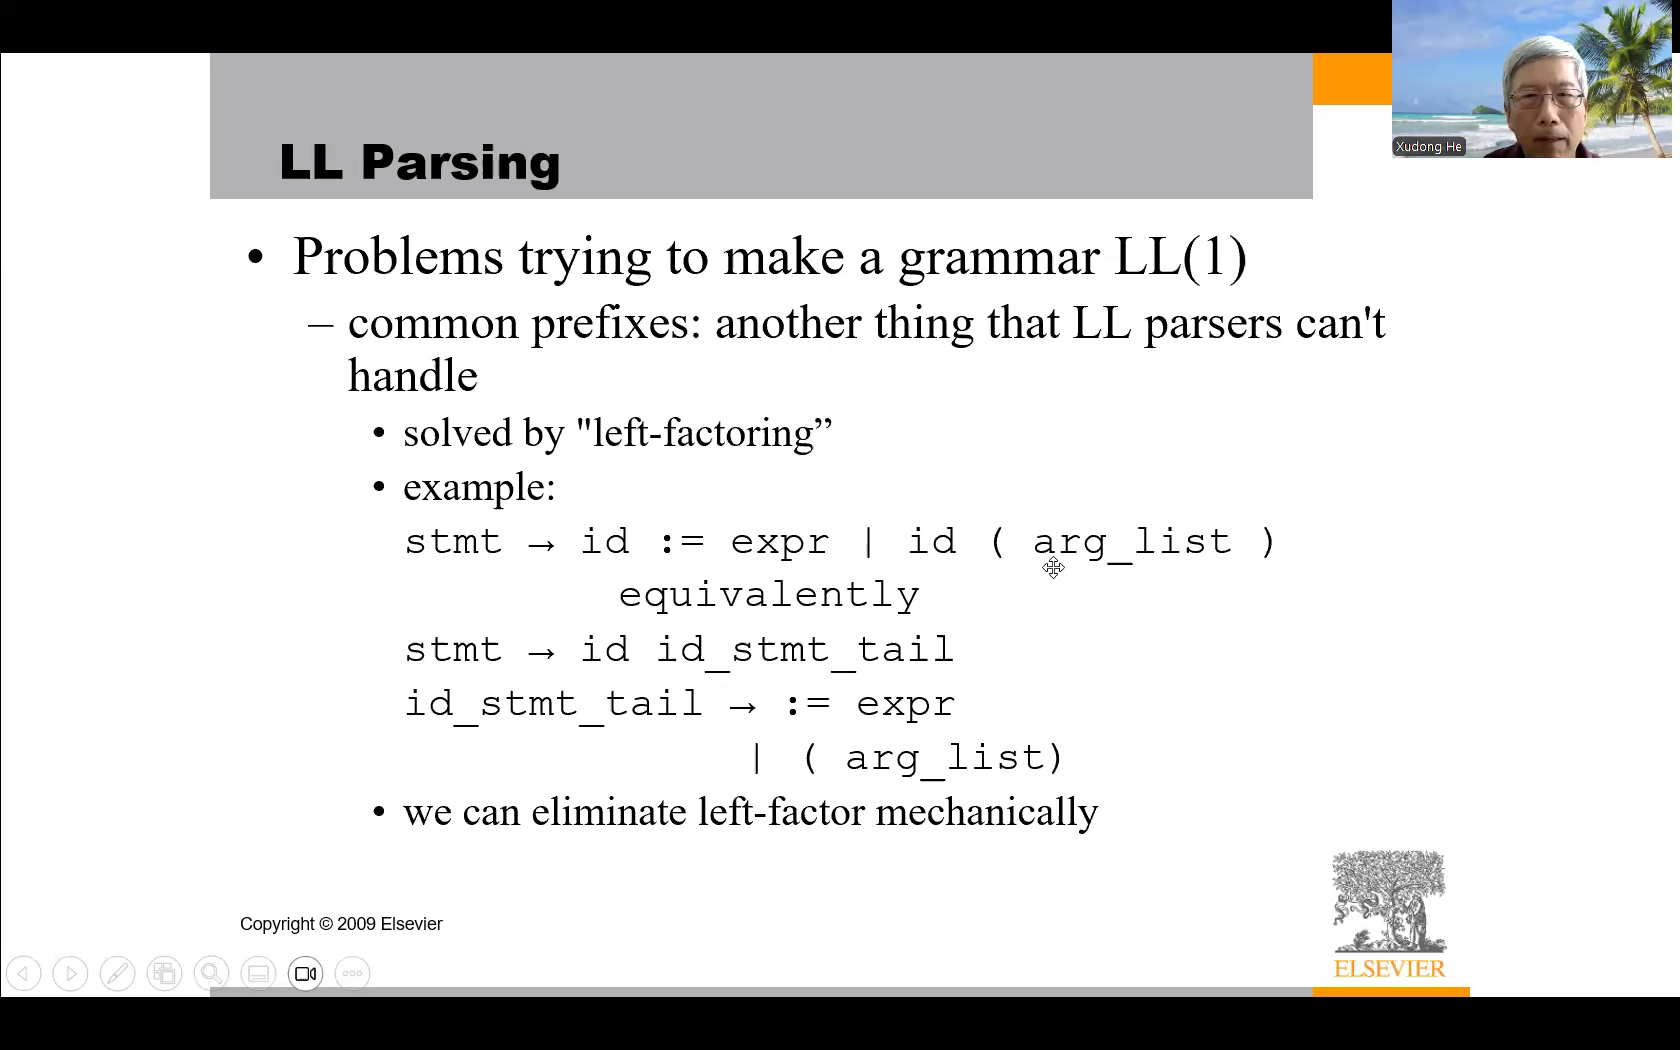 Xudong He
LL Parsing
• Problems trying to make a grammar LL(1)
– common prefixes: another thing that LL parsers can't
handle
• solved by "left-factoring”
• example:
stmt → id := expr | id ( arg_list )
equivalently
stmt → id id_stmt_tail
id_stmt_tail → := expr
| ( arg_list)
• we can eliminate left-factor mechanically
Copyright © 2009 Elsevier
ELSEVIER